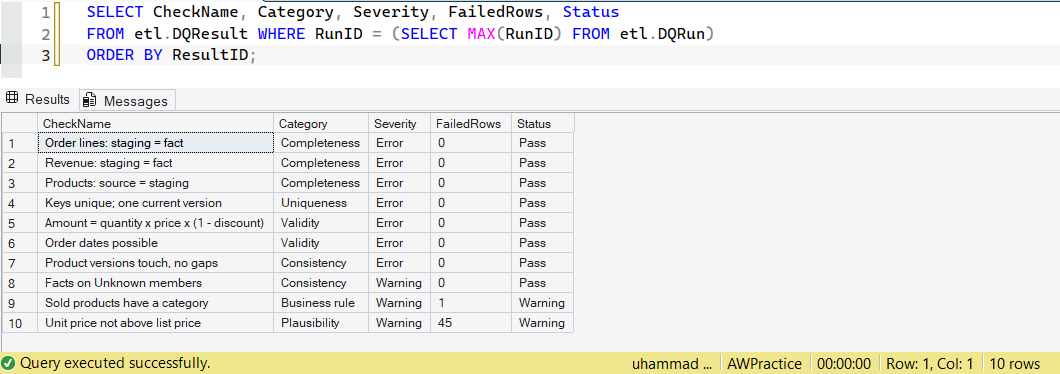 1 SELECT CheckName, Category, Severity, FailedRows, Status
2 FROM etl.DQResult WHERE RunID = (SELECT MAX(RunID) FROM etl.DQRun)
3 ORDER BY ResultID;
Results Messages
CheckName Category Severity FailedRows Status
1 Order lines: staging = fact Completeness Error 0 Pass
2 Revenue: staging = fact Completeness Error 0 Pass
3 Products: source = staging Completeness Error 0 Pass
4 Keys unique; one current version Uniqueness Error 0 Pass
5 Amount = quantity x price x (1 - discount) Validity Error 0 Pass
6 Order dates possible Validity Error 0 Pass
7 Product versions touch, no gaps Consistency Error 0 Pass
8 Facts on Unknown members Consistency Warning 0 Pass
9 Sold products have a category Business rule Warning 1 Warning
10 Unit price not above list price Plausibility Warning 45 Warning
Query executed successfully. uhammad ... AWPractice 00:00:00 Row: 1, Col: 1 10 rows